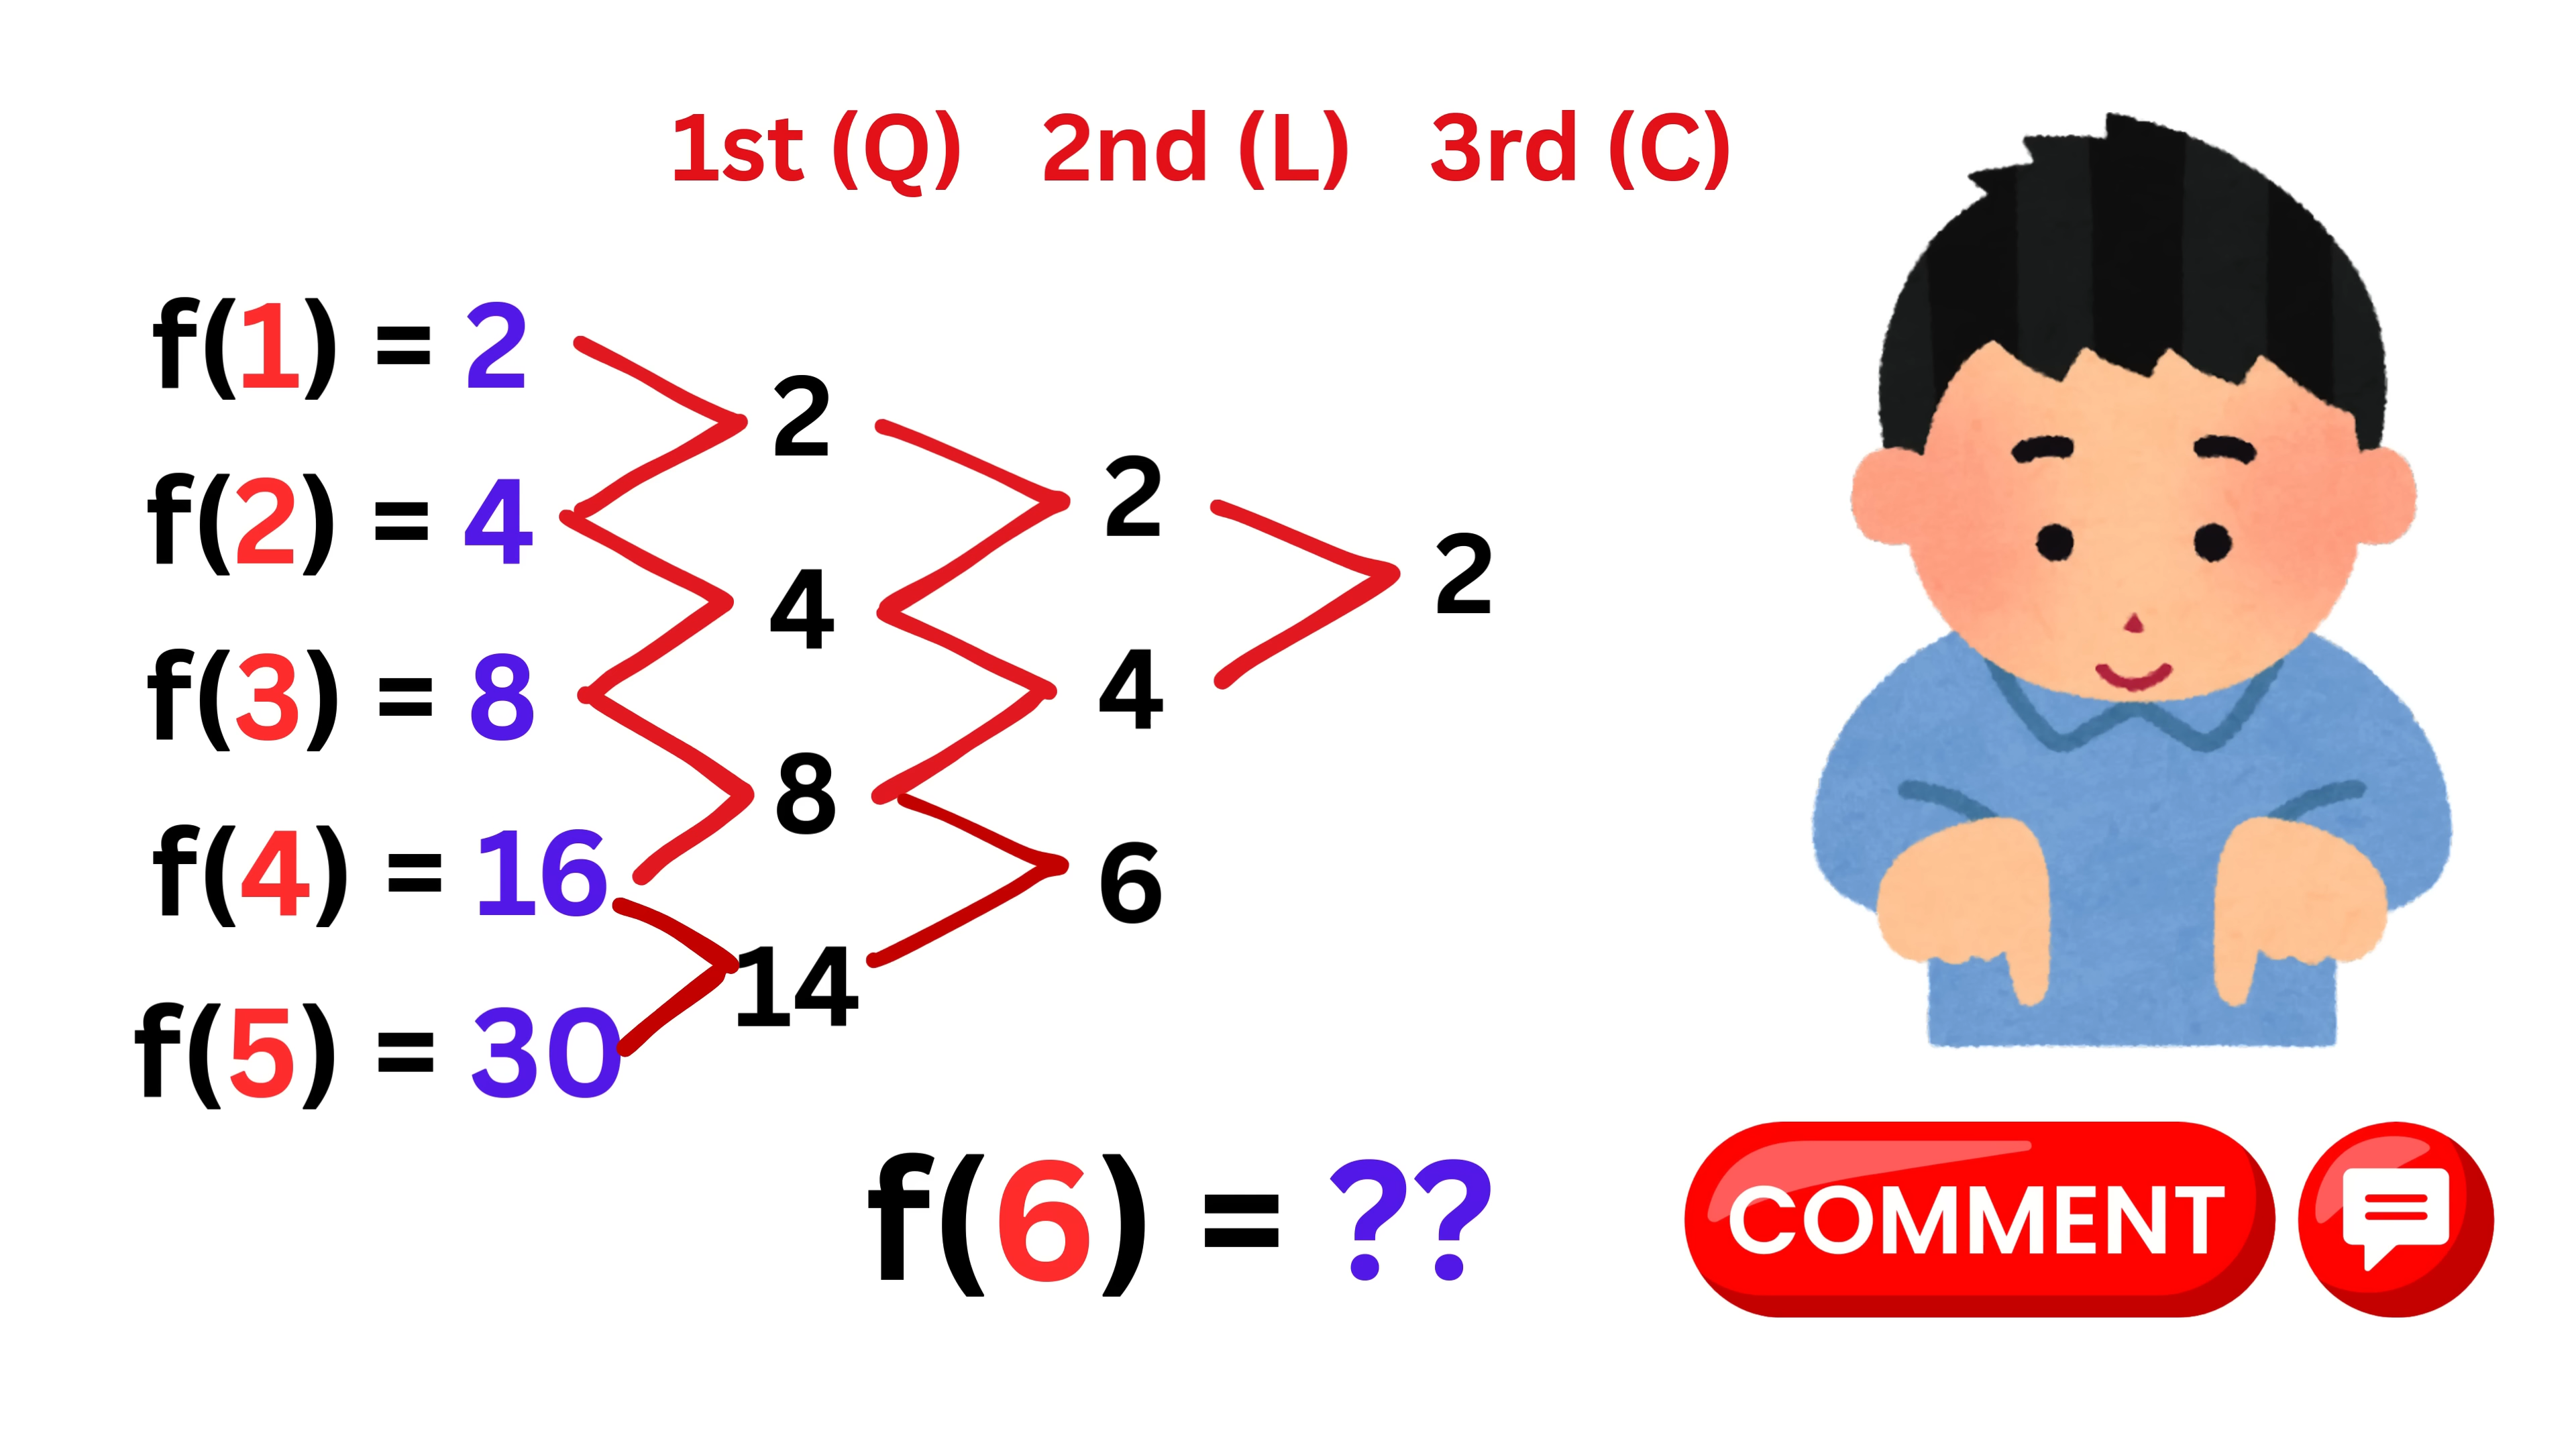 1st (Q) 2nd (L) 3rd (C)
f(1) = 2
2
2
f(2) = 4
2
4
4
f(3) = 8
8
6
f(4) = 16
14
f(5) = 30
f(6) = ??
COMMENT